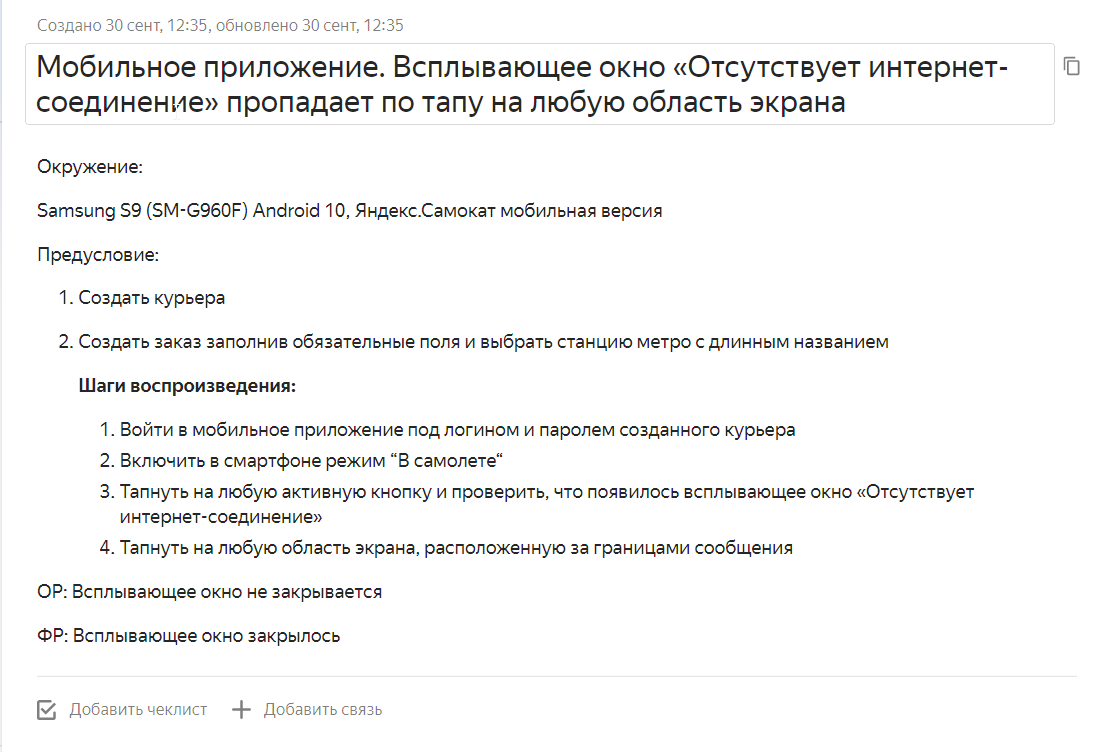 Создано 30 сент, 12:35, обновлено 30 сент, 12:35
Мобильное приложение. Всплывающее окно «Отсутствует интернет-
соединение» пропадает по тапу на любую область экрана
Окружение:
Samsung S9 (SM-G960F) Android 10, Яндекс.Самокат мобильная версия
Предусловие:
1. Создать курьера
2. Создать заказ заполнив обязательные поля и выбрать станцию метро с длинным названием
Шаги воспроизведения:
1. Войти в мобильное приложение под логином и паролем созданного курьера
2. Включить в смартфоне режим “В самолете“
3. Тапнуть на любую активную кнопку и проверить, что появилось всплывающее окно «Отсутствует
интернет-соединение»
4. Тапнуть на любую область экрана, расположенную за границами сообщения
ОР: Всплывающее окно не закрывается
ФР: Всплывающее окно закрылось
Добавить чеклист
Добавить связь